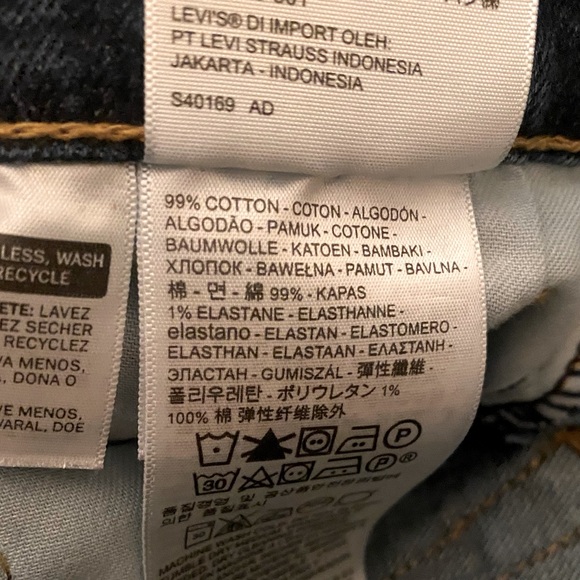 LEVI'S® DI IMPORT OLEH:
PT LEVI STRAUSS INDONESIA
JAKARTA - INDONESIA
S40169 AD
LESS, WASH
RECYCLE
LAVEZ
SECHER
RECYCLEZ
MENOS,
DONA O
MENOS,
VARAL, DOE
99% COTTON - COTON - ALGODÓN -
ALGODÃO - PAMUK - COTONE -
BAUMWOLLE - KATOEN - BAMBAKI -
ХЛОПОК - BAWEŁNA - PAMUT - BAVLNA -
棉 - 면 - 綿 99% - KAPAS
1% ELASTANE - ELASTHANNE -
elastano - ELASTAN - ELASTOMERO -
ELASTHAN - ELASTAAN - ΕΛΑΣΤΑΝΗ -
ЭЛАСТАН - GUMISZÁL - 彈性纖維 -
폴리우레탄 - ポリウレタン 1%
100% 棉 弹性纤维除外
P
30 P®
MACHINE WASH